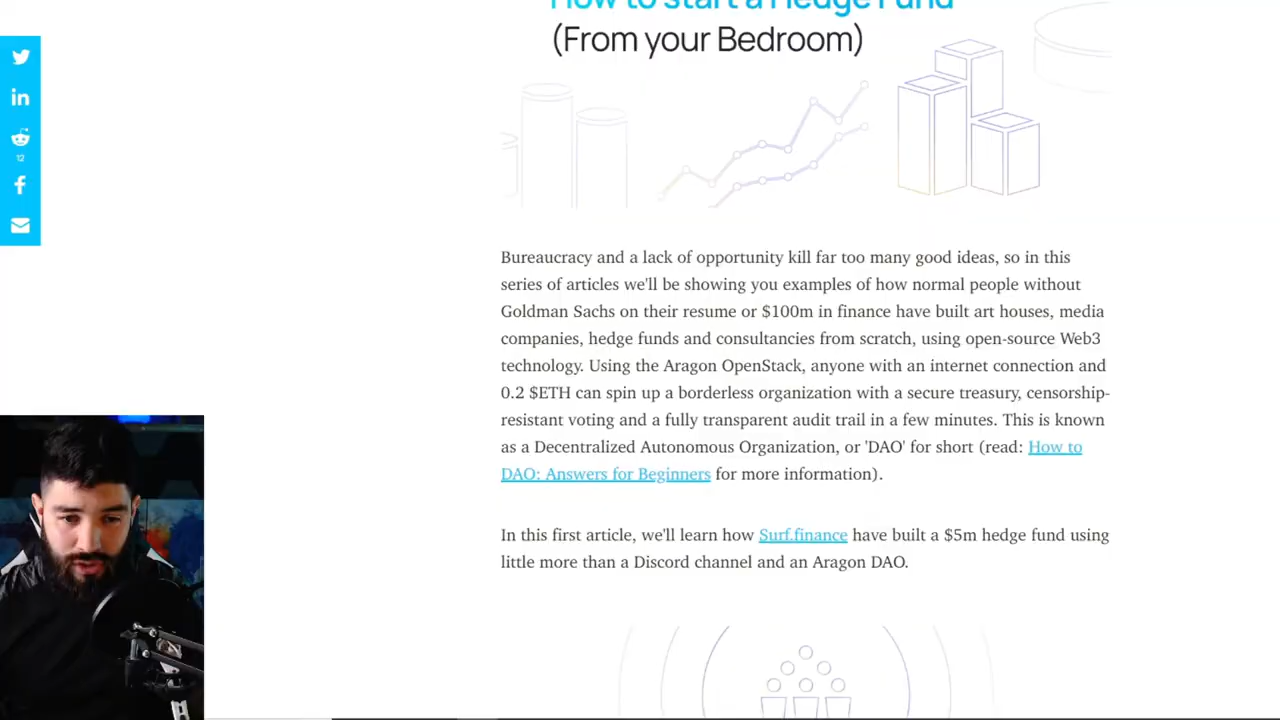 How to start a Hedge Fund
(From your Bedroom)
in
12
f
Bureaucracy and a lack of opportunity kill far too many good ideas, so in this
series of articles we'll be showing you examples of how normal people without
Goldman Sachs on their resume or $100m in finance have built art houses, media
companies, hedge funds and consultancies from scratch, using open-source Web3
technology. Using the Aragon OpenStack, anyone with an internet connection and
0.2 $ETH can spin up a borderless organization with a secure treasury, censorship-
resistant voting and a fully transparent audit trail in a few minutes. This is known
as a Decentralized Autonomous Organization, or 'DAO' for short (read: How to
DAO: Answers for Beginners for more information).
In this first article, we'll learn how Surf.finance have built a $5m hedge fund using
little more than a Discord channel and an Aragon DAO.